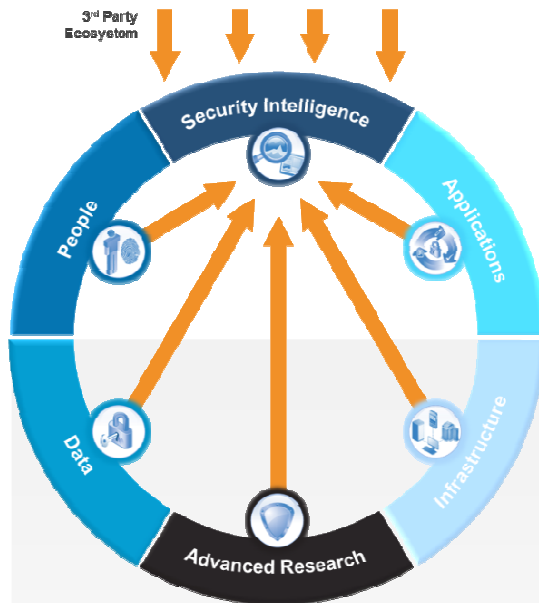 3rd Party
Ecosystem
Security Intelligence
People
Applications
Data
Infrastructure
Advanced Research